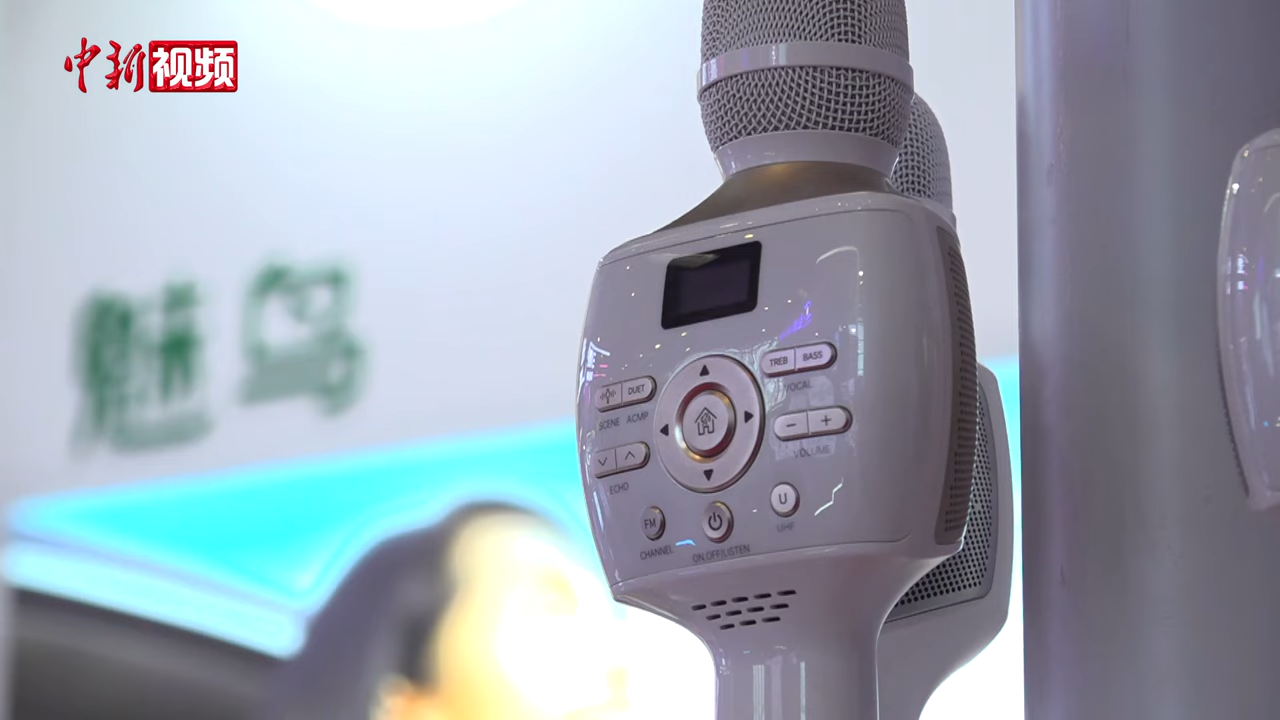 中新视频
魅鸟
TREB BASS
VOCAL
DUET
SCENE ACMP
− +
VOLUME
ECHO
U
UHF
FM
CHANNEL
ON.OFF/LISTEN